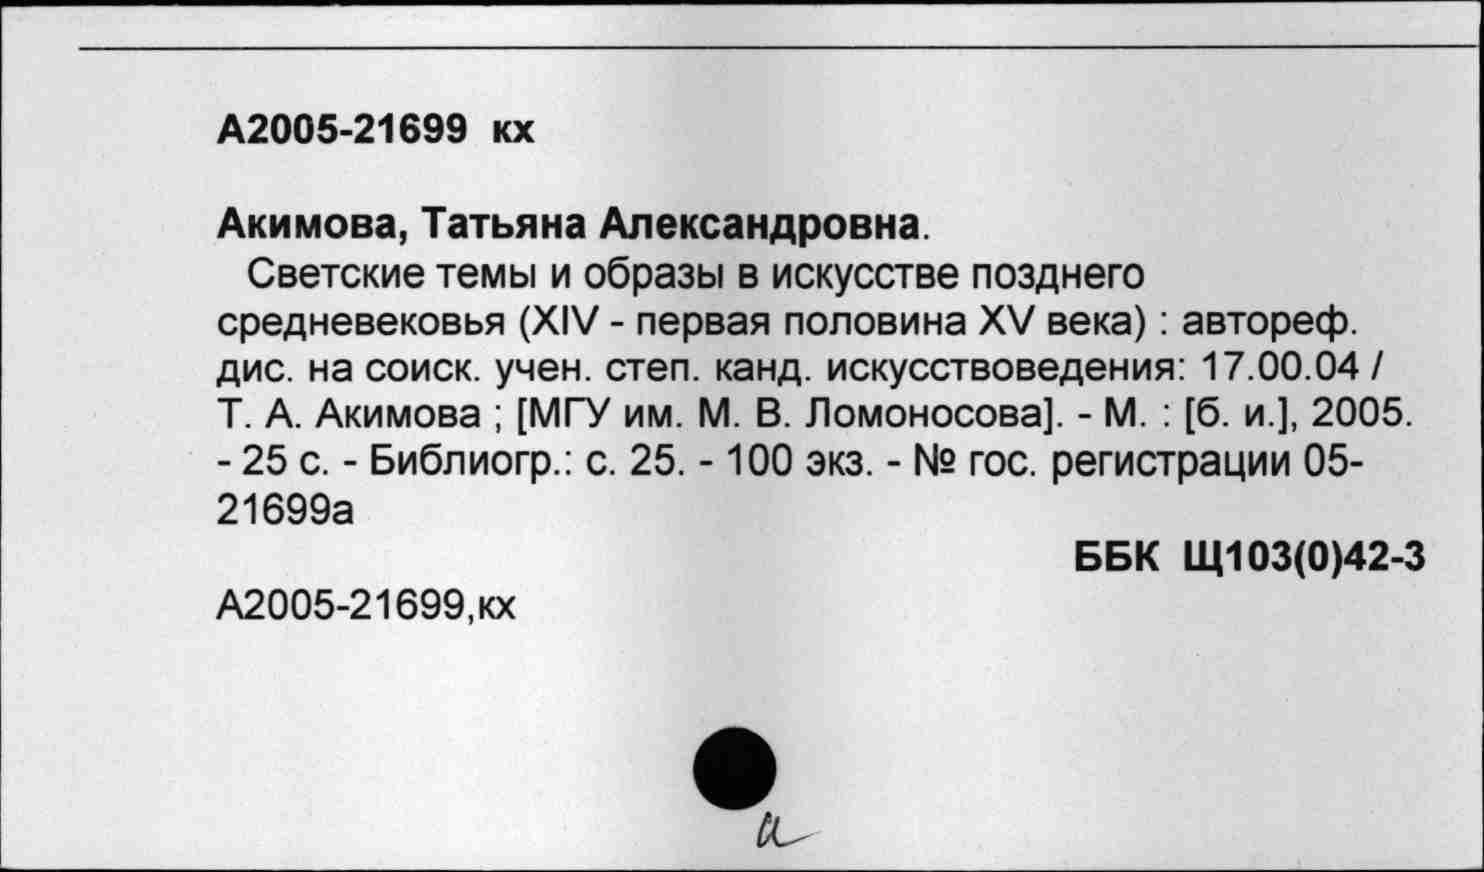 А2005-21699 кх
Акимова, Татьяна Александровна.
Светские темы и образы в искусстве позднего
средневековья (XIV - первая половина XV века) : автореф.
дис. на соиск. учен. степ. канд. искусствоведения: 17.00.04 /
Т. А. Акимова ; [МГУ им. М. В. Ломоносова]. - М. : [б. и.], 2005.
- 25 с. - Библиогр.: с. 25. - 100 экз. - № гос. регистрации 05-
21699а
ББК Щ103(0)42-3
А2005-21699,кх